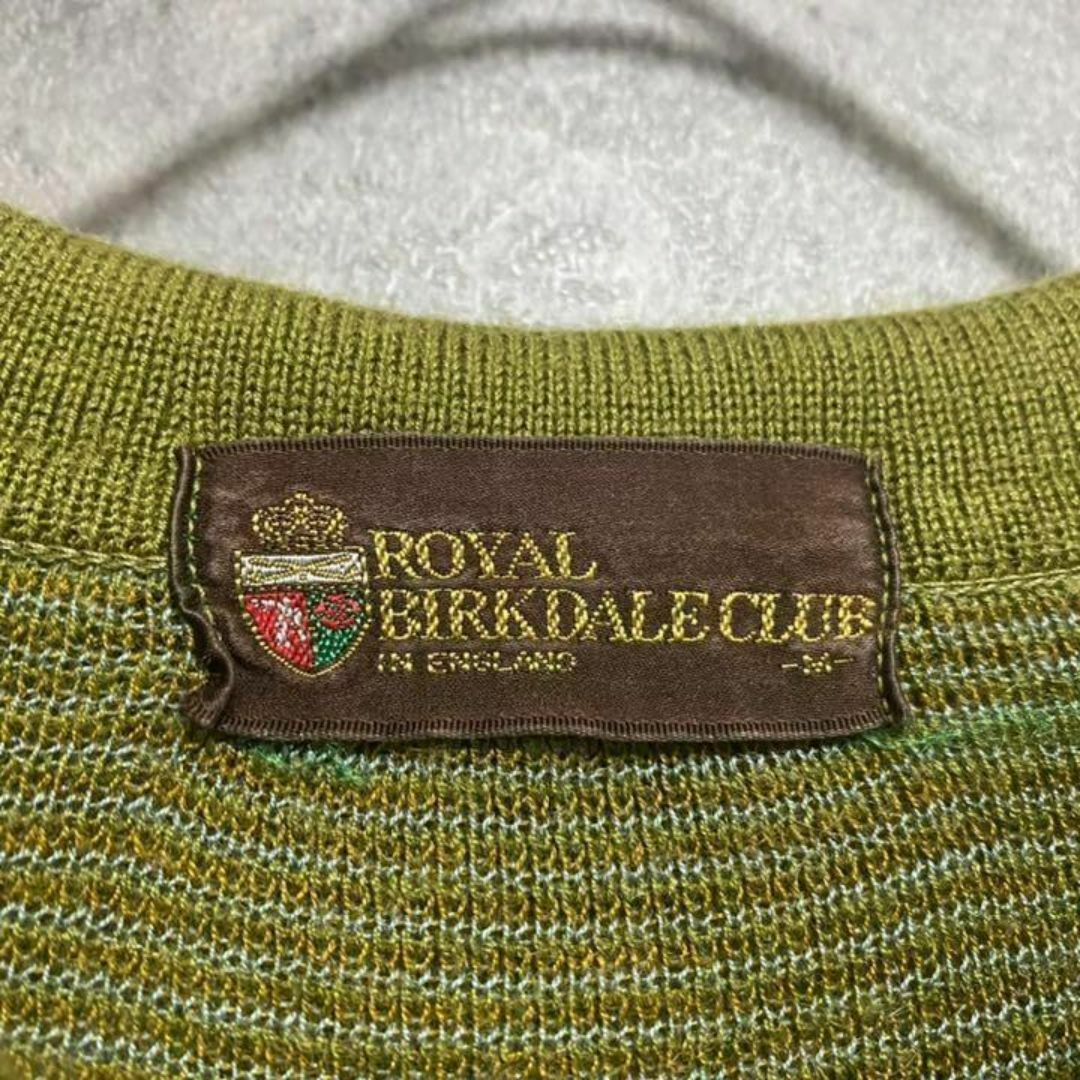 ROYAL
BIRKDALE CLUB
IN ENGLAND -M-